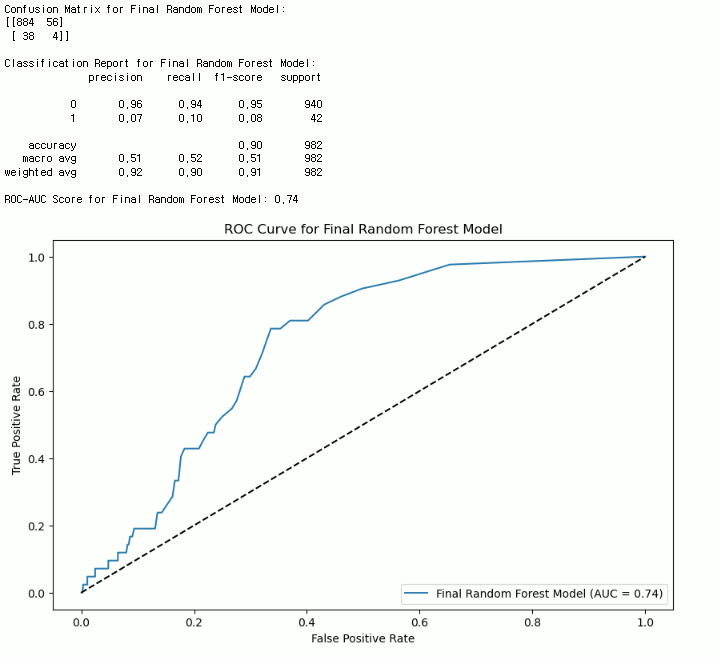 Confusion Matrix for Final Random Forest Model:
[[884  56]
 [ 38   4]]
Classification Report for Final Random Forest Model:
precision recall f1-score support
0 0.96 0.94 0.95 940
1 0.07 0.10 0.08 42
accuracy 0.90 982
macro avg 0.51 0.52 0.51 982
weighted avg 0.92 0.90 0.91 982
ROC-AUC Score for Final Random Forest Model: 0.74
ROC Curve for Final Random Forest Model
1.0
0.8
0.6
0.4
0.2
0.0
True Positive Rate
Final Random Forest Model (AUC = 0.74)
0.0 0.2 0.4 0.6 0.8 1.0
False Positive Rate